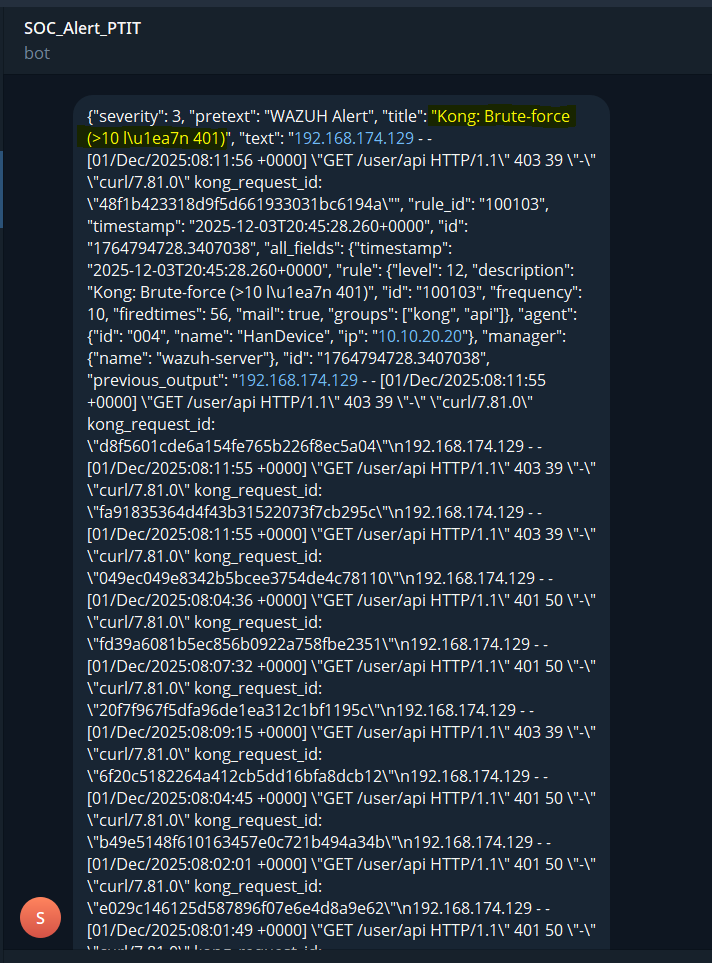 SOC_Alert_PTIT
bot
{"severity": 3, "pretext": "WAZUH Alert", "title": "Kong: Brute-force
(>10 l\u1ea7n 401)", "text": "192.168.174.129 - -
[01/Dec/2025:08:11:56 +0000] \"GET /user/api HTTP/1.1\" 403 39 \"-\"
\"curl/7.81.0\" kong_request_id:
\"48f1b423318d9f5d661933031bc6194a\"", "rule_id": "100103",
"timestamp": "2025-12-03T20:45:28.260+0000", "id":
"1764794728.3407038", "all_fields": {"timestamp":
"2025-12-03T20:45:28.260+0000", "rule": {"level": 12, "description":
"Kong: Brute-force (>10 l\u1ea7n 401)", "id": "100103", "frequency":
10, "firedtimes": 56, "mail": true, "groups": ["kong", "api"]}, "agent":
{"id": "004", "name": "HanDevice", "ip": "10.10.20.20"}, "manager":
{"name": "wazuh-server"}, "id": "1764794728.3407038",
"previous_output": "192.168.174.129 - - [01/Dec/2025:08:11:55
+0000] \"GET /user/api HTTP/1.1\" 403 39 \"-\" \"curl/7.81.0\"
kong_request_id:
\"d8f5601cde6a154fe765b226f8ec5a04\"\n192.168.174.129 - -
[01/Dec/2025:08:11:55 +0000] \"GET /user/api HTTP/1.1\" 403 39 \"-\"
\"curl/7.81.0\" kong_request_id:
\"fa91835364d4f43b31522073f7cb295c\"\n192.168.174.129 - -
[01/Dec/2025:08:11:55 +0000] \"GET /user/api HTTP/1.1\" 403 39 \"-\"
\"curl/7.81.0\" kong_request_id:
\"049ec049e8342b5bcee3754de4c78110\"\n192.168.174.129 - -
[01/Dec/2025:08:04:36 +0000] \"GET /user/api HTTP/1.1\" 401 50 \"-\"
\"curl/7.81.0\" kong_request_id:
\"fd39a6081b5ec856b0922a758fbe2351\"\n192.168.174.129 - -
[01/Dec/2025:08:07:32 +0000] \"GET /user/api HTTP/1.1\" 401 50 \"-\"
\"curl/7.81.0\" kong_request_id:
\"20f7f967f5dfa96de1ea312c1bf1195c\"\n192.168.174.129 - -
[01/Dec/2025:08:09:15 +0000] \"GET /user/api HTTP/1.1\" 403 39 \"-\"
\"curl/7.81.0\" kong_request_id:
\"6f20c5182264a412cb5dd16bfa8dcb12\"\n192.168.174.129 - -
[01/Dec/2025:08:04:45 +0000] \"GET /user/api HTTP/1.1\" 401 50 \"-\"
\"curl/7.81.0\" kong_request_id:
\"b49e5148f610163457e0c721b494a34b\"\n192.168.174.129 - -
[01/Dec/2025:08:02:01 +0000] \"GET /user/api HTTP/1.1\" 401 50 \"-\"
\"curl/7.81.0\" kong_request_id:
\"e029c146125d587896f07e6e4d8a9e62\"\n192.168.174.129 - -
[01/Dec/2025:08:01:49 +0000] \"GET /user/api HTTP/1.1\" 401 50 \"-\"
\"curl/7.81.0\" kong_request_id:
S